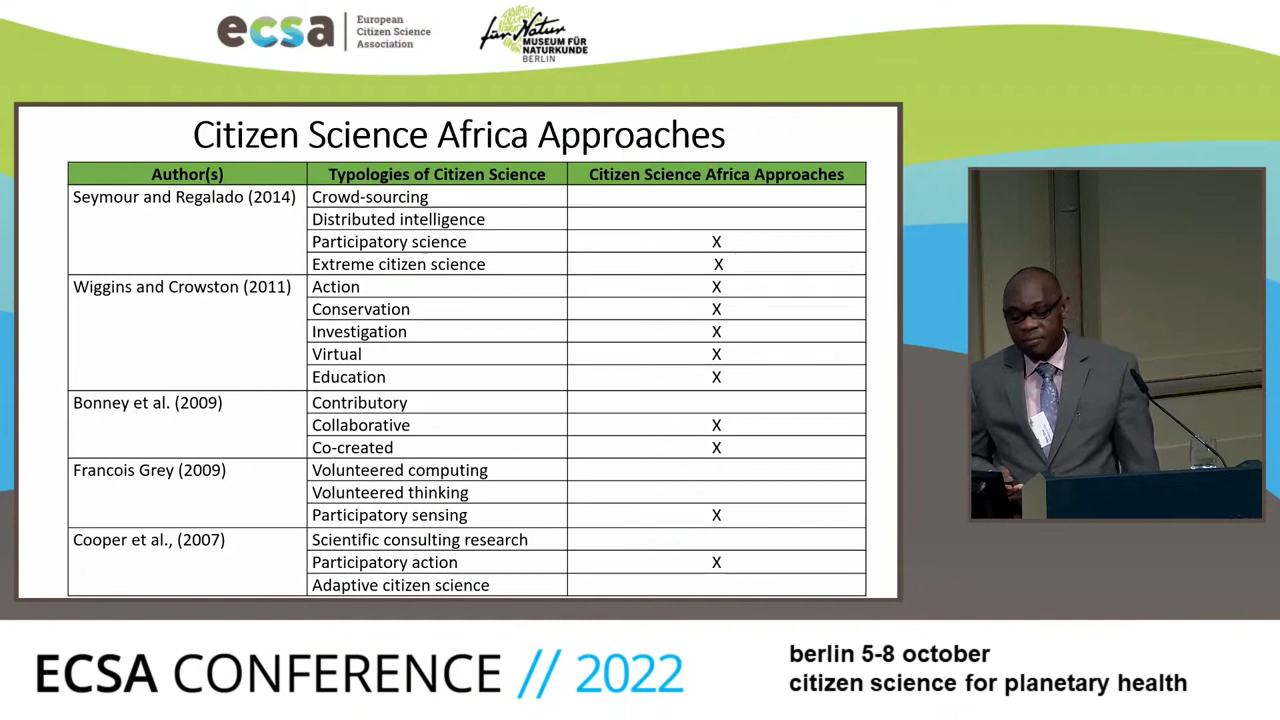 ecsa
European
Citizen Science
Association
für Natur
MUSEUM FÜR
NATURKUNDE
BERLIN
Citizen Science Africa Approaches
Author(s) Typologies of Citizen Science Citizen Science Africa Approaches
Seymour and Regalado (2014) Crowd-sourcing
Distributed intelligence
Participatory science X
Extreme citizen science X
Wiggins and Crowston (2011) Action X
Conservation X
Investigation X
Virtual X
Education X
Bonney et al. (2009) Contributory
Collaborative X
Co-created X
Francois Grey (2009) Volunteered computing
Volunteered thinking
Participatory sensing X
Cooper et al., (2007) Scientific consulting research
Participatory action X
Adaptive citizen science
ECSA CONFERENCE // 2022
berlin 5-8 october
citizen science for planetary health